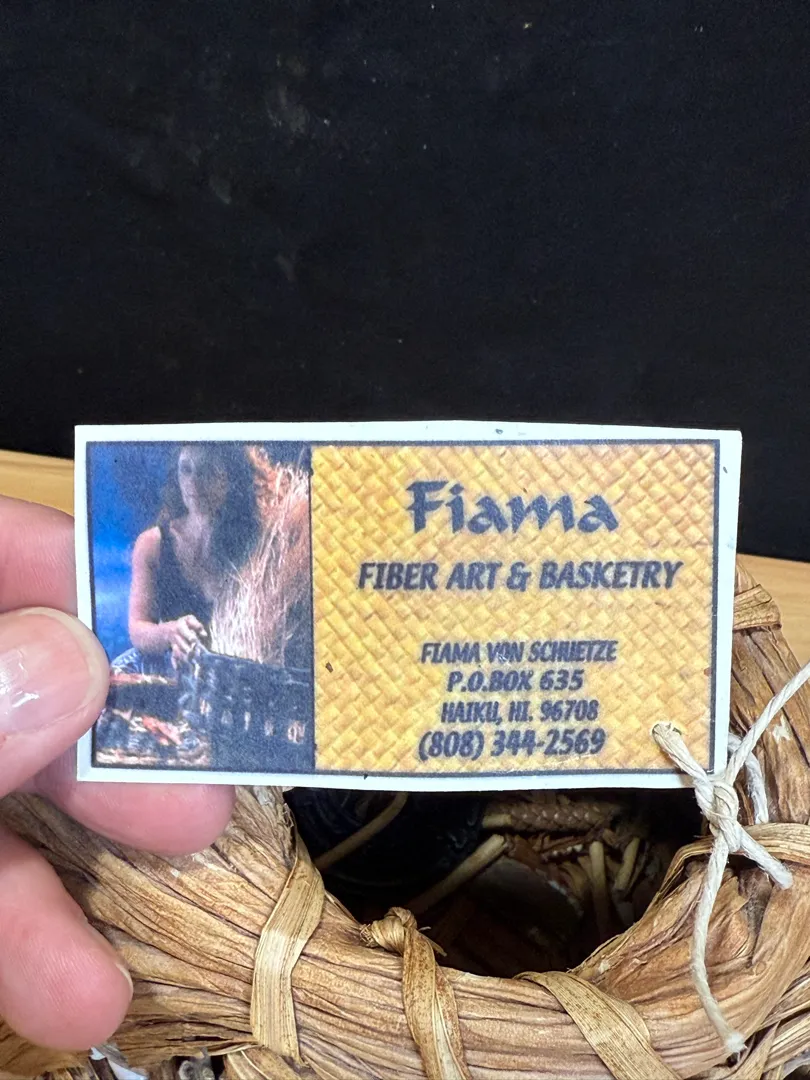 Fiama
FIBER ART & BASKETRY
FIAMA VON SCHUETZE
P.O.BOX 635
HAIKU, HI. 96708
(808) 344-2569